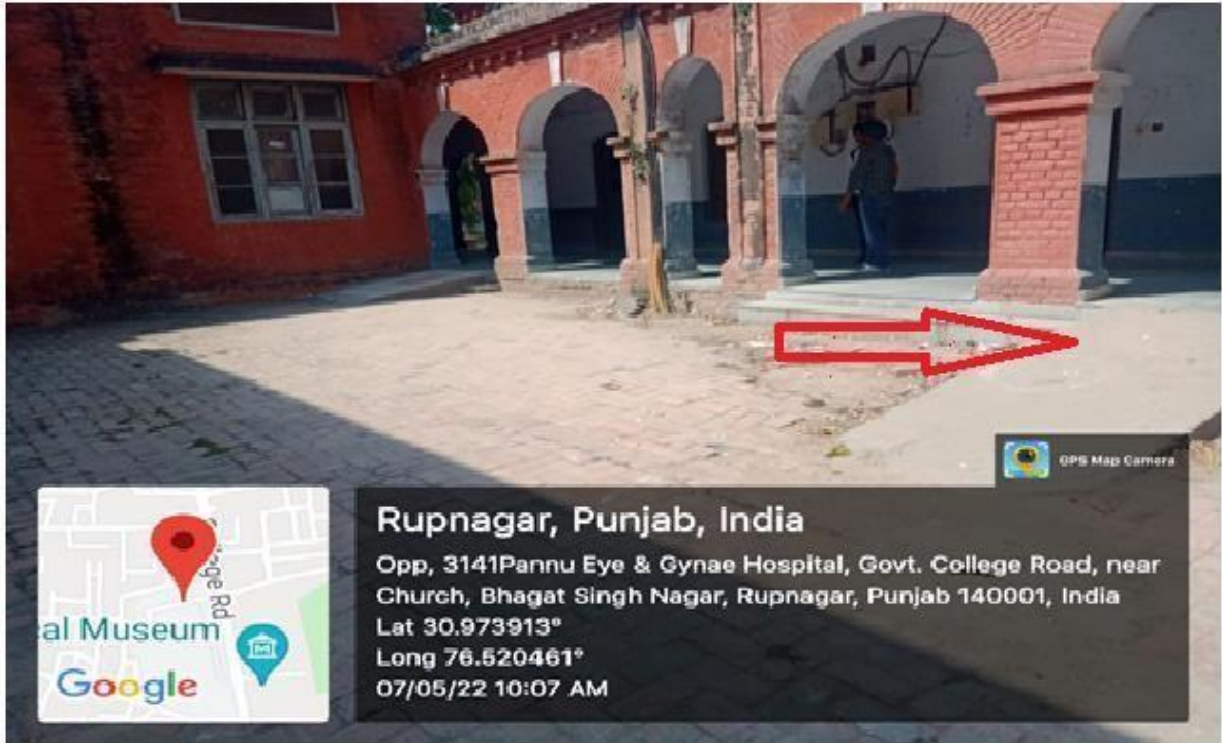 GPS Map Camera
Rupnagar, Punjab, India
Opp, 3141Pannu Eye & Gynae Hospital, Govt. College Road, near
Church, Bhagat Singh Nagar, Rupnagar, Punjab 140001, India
Lat 30.973913°
Long 76.520461°
07/05/22 10:07 AM
ege Rd
al Museum
Google